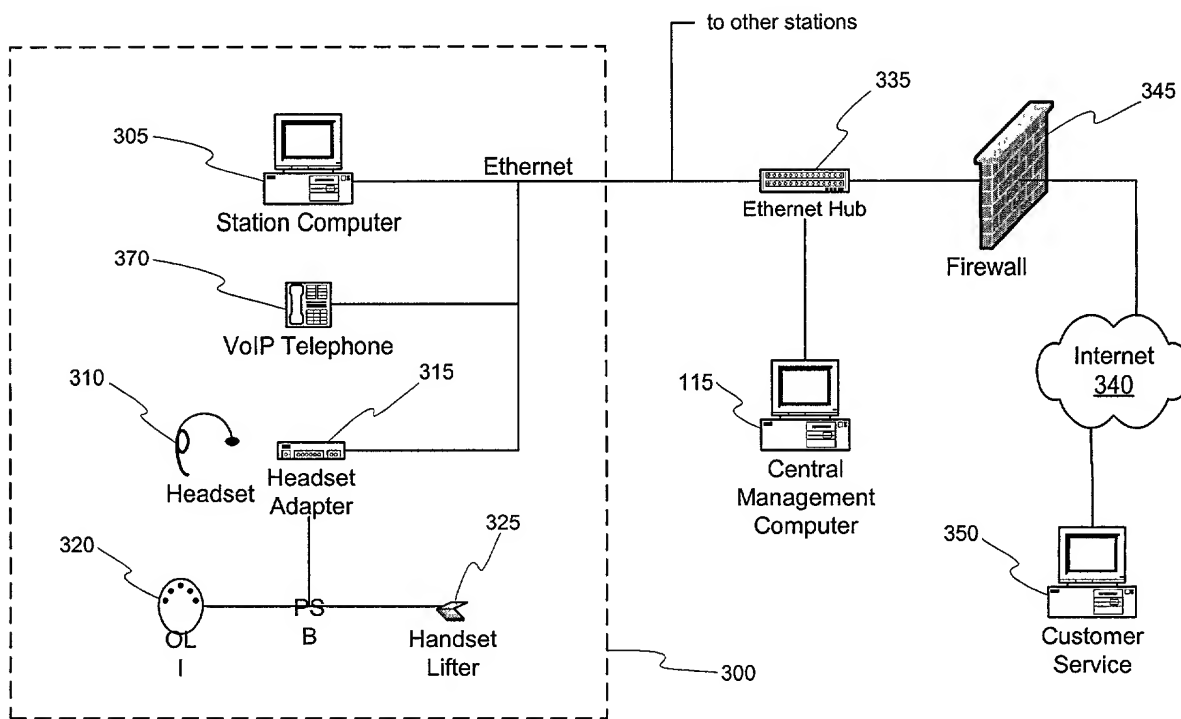 to other stations
335
345
305
Ethernet
Station Computer
Ethernet Hub
Firewall
370
VoIP Telephone
Internet
340
310
315
115
Headset
Headset
Adapter
Central
Management
Computer
320
325
350
PS
B
OL
I
Handset
Lifter
Customer
Service
300